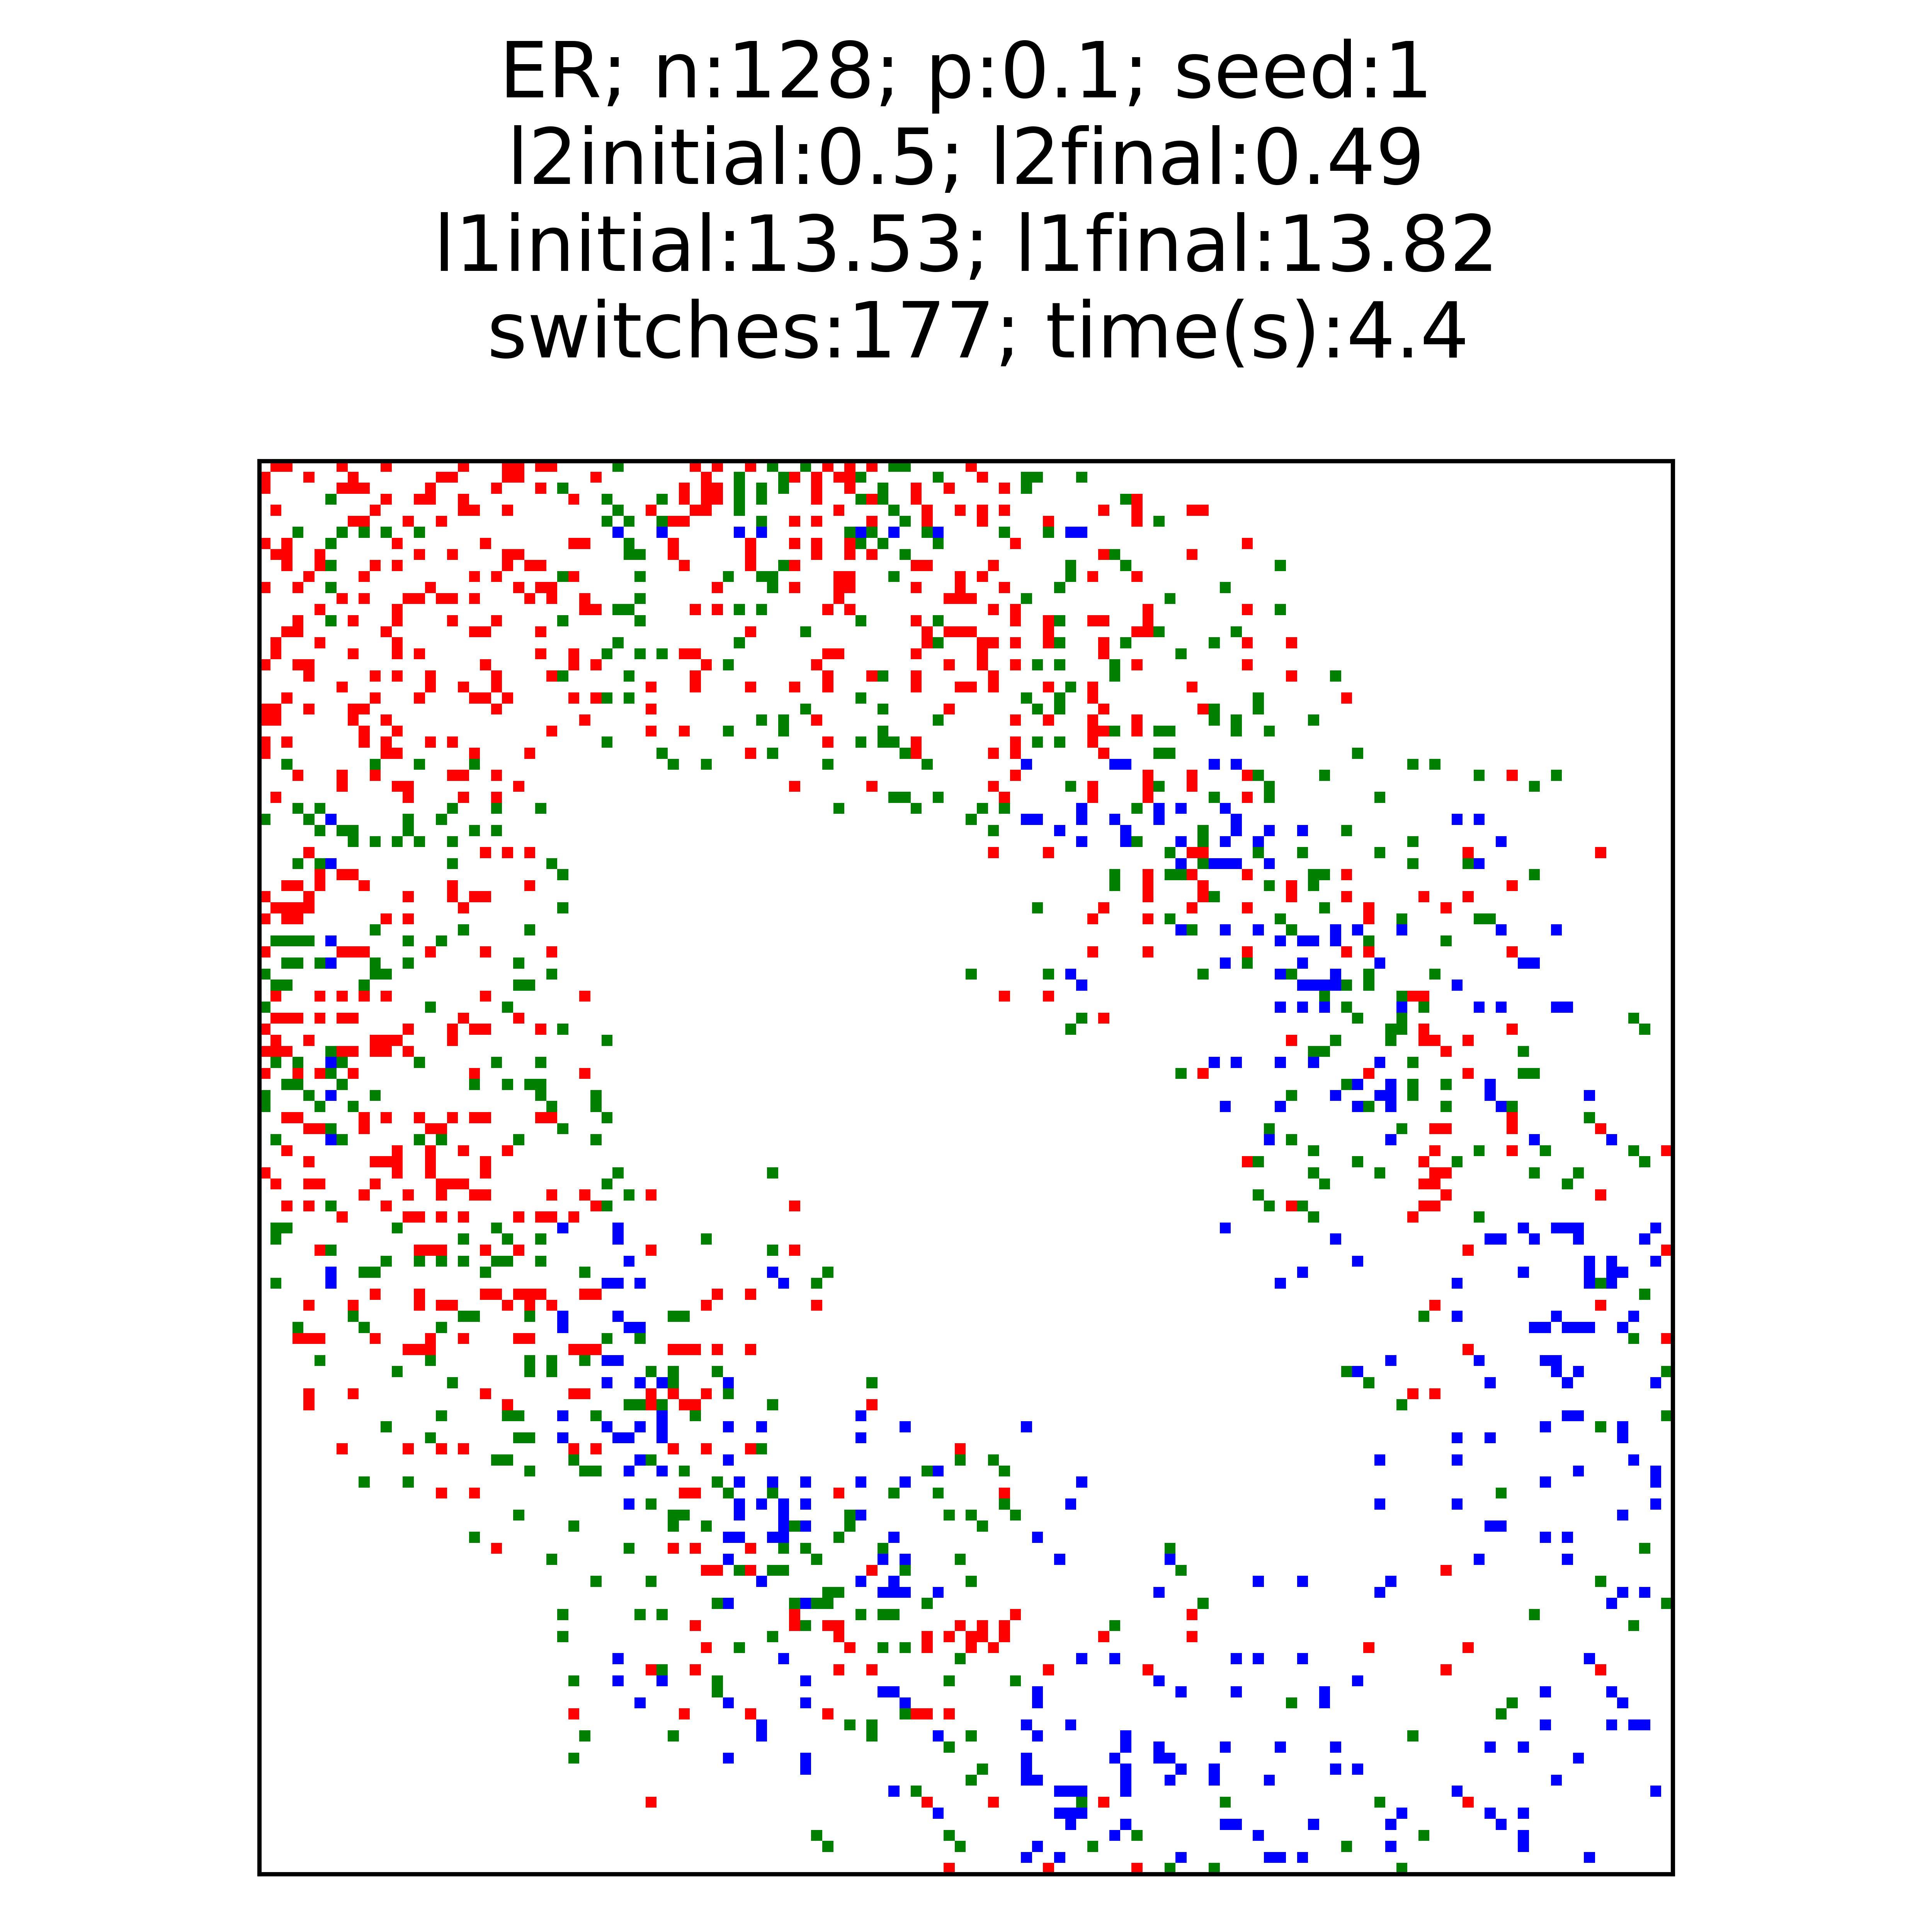 ER; n:128; p:0.1; seed:1
l2initial:0.5; l2final:0.49
l1initial:13.53; l1final:13.82
switches:177; time(s):4.4